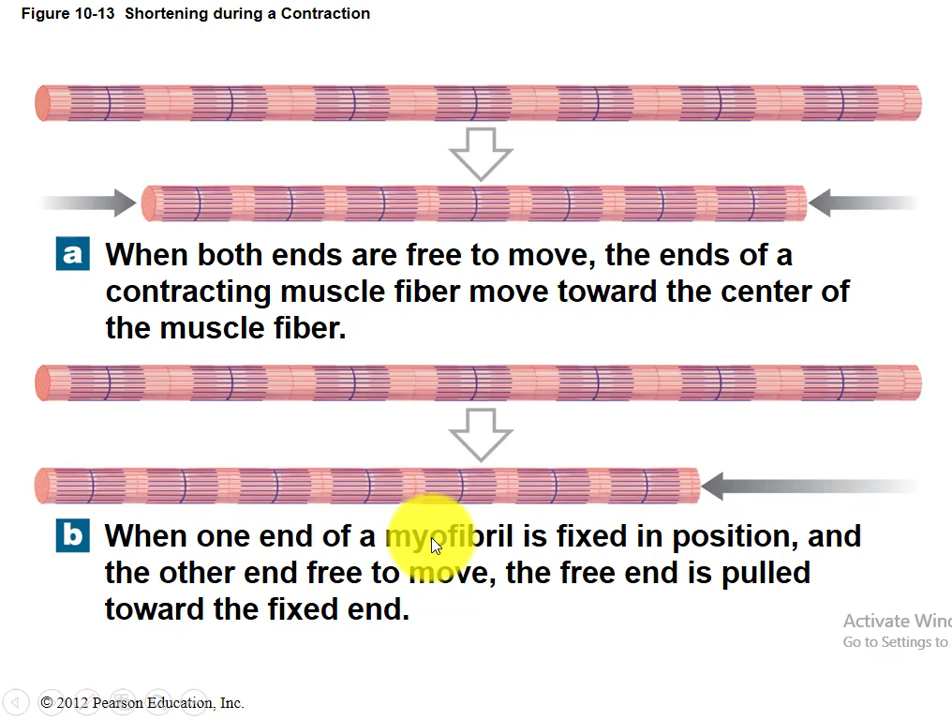 Figure 10-13 Shortening during a Contraction
a When both ends are free to move, the ends of a
contracting muscle fiber move toward the center of
the muscle fiber.
b When one end of a myofibril is fixed in position, and
the other end free to move, the free end is pulled
toward the fixed end.
Activate Wind
Go to Settings to
© 2012 Pearson Education, Inc.